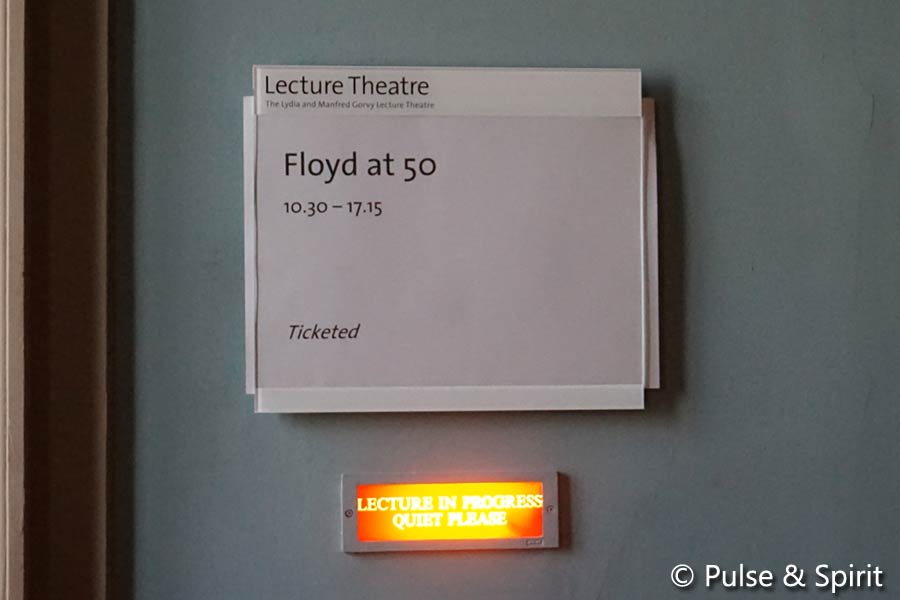 Lecture Theatre
The Lydia and Manfred Gorvy Lecture Theatre
Floyd at 50
10.30 – 17.15
Ticketed
LECTURE IN PROGRESS
QUIET PLEASE
© Pulse & Spirit